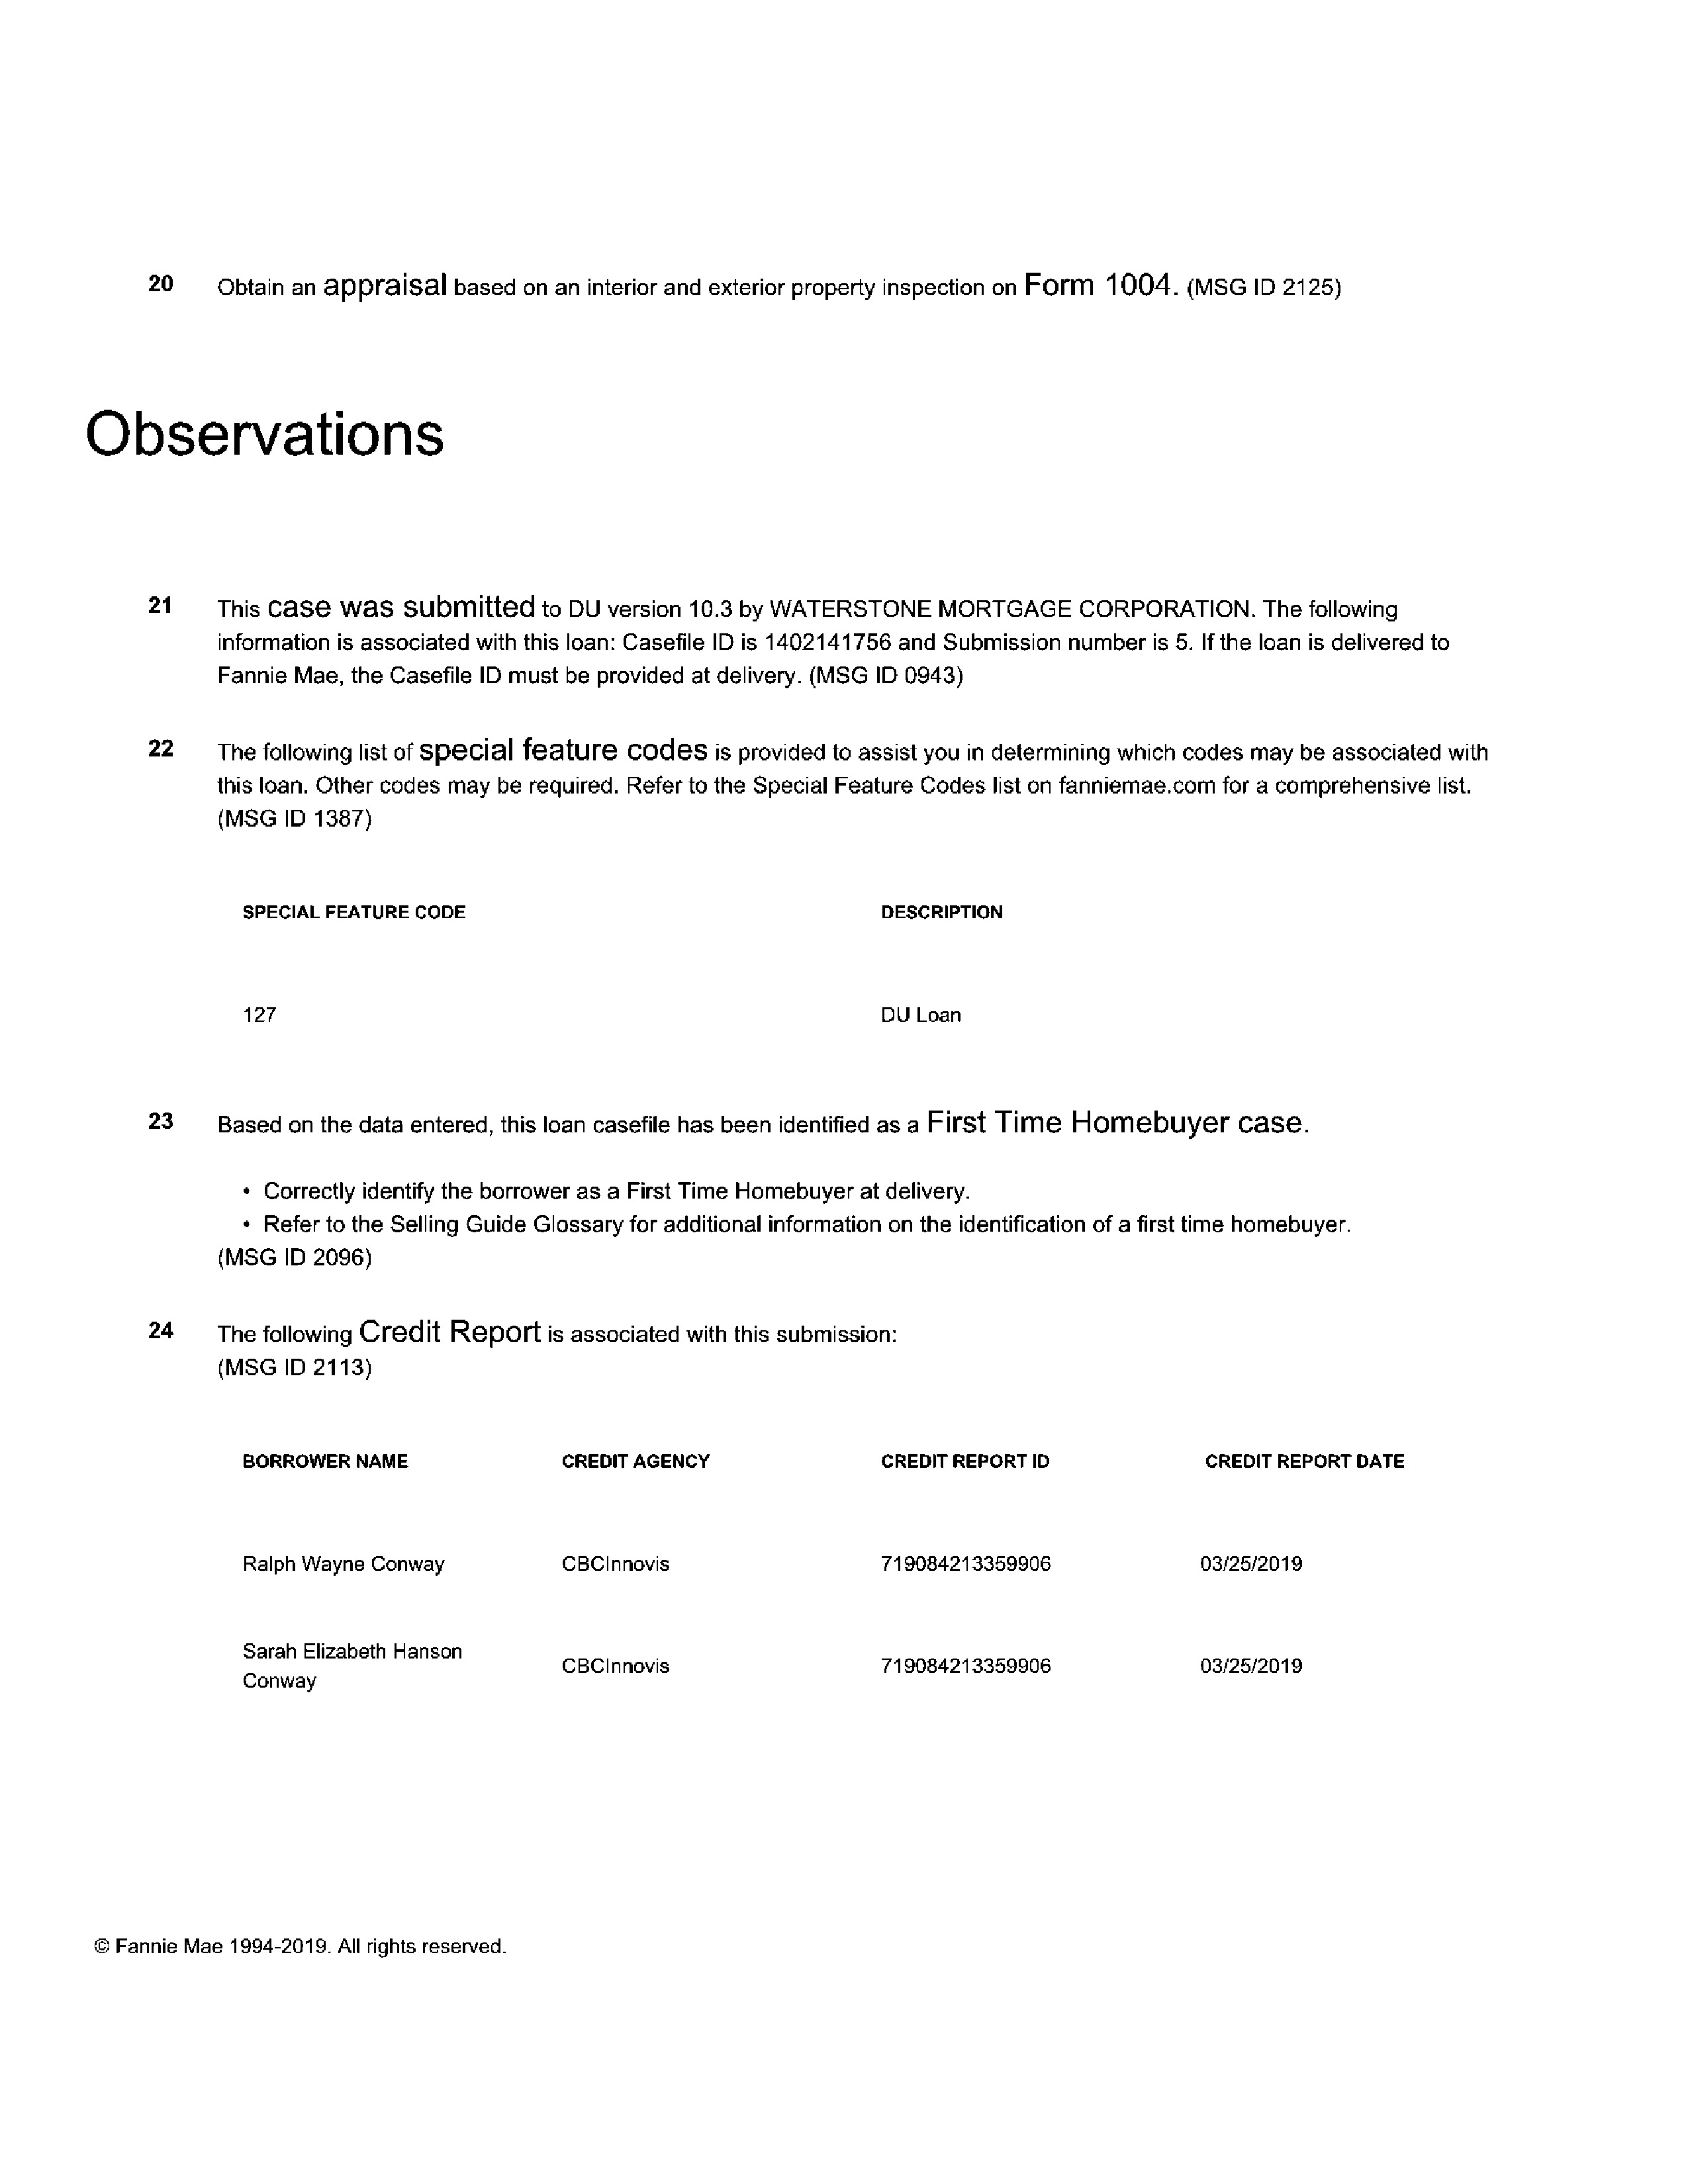 20 Obtain an appraisal based on an interior and exterior property inspection on Form 1004. (MSG ID 2125)
Observations
21 This case was submitted to DU version 10.3 by WATERSTONE MORTGAGE CORPORATION. The following
information is associated with this loan: Casefile ID is 1402141756 and Submission number is 5. If the loan is delivered to
Fannie Mae, the Casefile ID must be provided at delivery. (MSG ID 0943)
22 The following list of special feature codes is provided to assist you in determining which codes may be associated with
this loan. Other codes may be required. Refer to the Special Feature Codes list on fanniemae.com for a comprehensive list.
(MSG ID 1387)
SPECIAL FEATURE CODE DESCRIPTION
127 DU Loan
23 Based on the data entered, this loan casefile has been identified as a First Time Homebuyer case.
• Correctly identify the borrower as a First Time Homebuyer at delivery.
• Refer to the Selling Guide Glossary for additional information on the identification of a first time homebuyer.
(MSG ID 2096)
24 The following Credit Report is associated with this submission:
(MSG ID 2113)
BORROWER NAME CREDIT AGENCY CREDIT REPORT ID CREDIT REPORT DATE
Ralph Wayne Conway CBCInnovis 719084213359906 03/25/2019
Sarah Elizabeth Hanson
Conway CBCInnovis 719084213359906 03/25/2019
© Fannie Mae 1994-2019. All rights reserved.